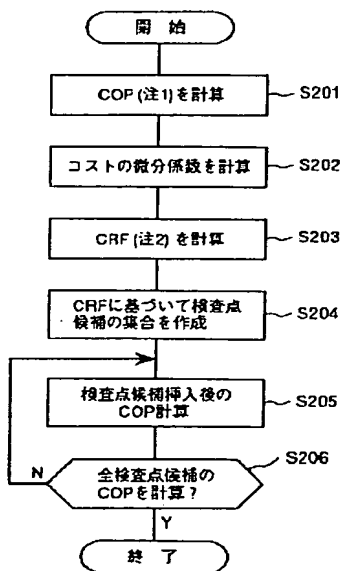 開 始
COP (注1) を計算
S201
コストの微分係数を計算
S202
CRF (注2) を計算
S203
CRFに基づいて検査点
候補の集合を作成
S204
検査点候補挿入後の
COP計算
S205
全検査点候補の
COPを計算?
S206
N
Y
終 了